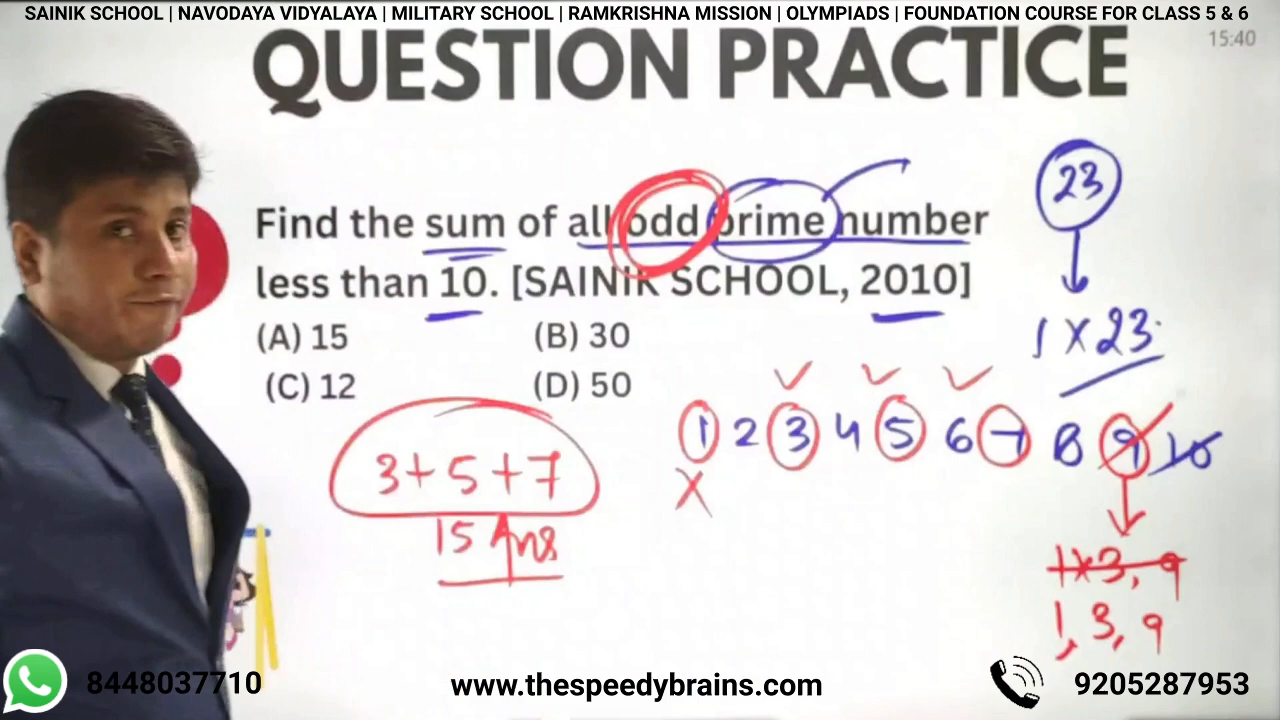 SAINIK SCHOOL | NAVODAYA VIDYALAYA | MILITARY SCHOOL | RAMKRISHNA MISSION | OLYMPIADS | FOUNDATION COURSE FOR CLASS 5 & 6
15:40
QUESTION PRACTICE
23
Find the sum of all odd prime number
less than 10. [SAINIK SCHOOL, 2010]
1 X 23
(A) 15 (B) 30
(C) 12 (D) 50
1 2 3 4 5 6 7 8 9 10
X
3+5+7
15 Ans
1x3, 9
1, 3, 9
8448037710 www.thespeedybrains.com 9205287953